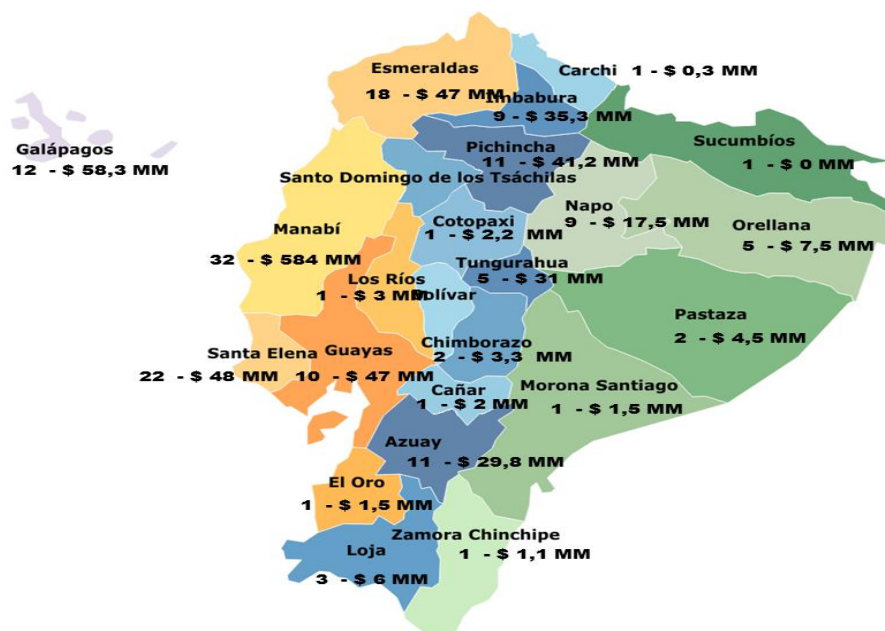 Esmeraldas
18 - $ 47 MM
Carchi 1 - $ 0,3 MM
Imbabura
9 - $ 35,3 MM
Galápagos
12 - $ 58,3 MM
Pichincha
11 - $ 41,2 MM
Sucumbíos
1 - $ 0 MM
Santo Domingo de los Tsáchilas
Napo
9 - $ 17,5 MM
Orellana
5 - $ 7,5 MM
Cotopaxi
1 - $ 2,2 MM
Manabí
32 - $ 584 MM
Tungurahua
5 - $ 31 MM
Los Ríos
1 - $ 3 MM
Bolívar
Pastaza
2 - $ 4,5 MM
Santa Elena
22 - $ 48 MM
Guayas
10 - $ 47 MM
Chimborazo
2 - $ 3,3 MM
Cañar
1 - $ 2 MM
Morona Santiago
1 - $ 1,5 MM
Azuay
11 - $ 29,8 MM
El Oro
1 - $ 1,5 MM
Zamora Chinchipe
1 - $ 1,1 MM
Loja
3 - $ 6 MM